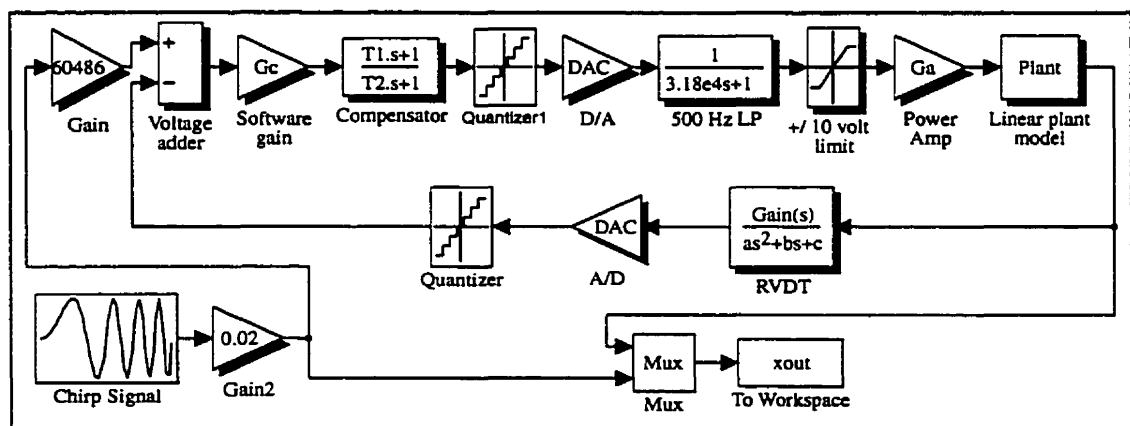 60486
Gain
+
−
Voltage
adder
Gc
Software
gain
T1.s+1
T2.s+1
Compensator
Quantizer1
DAC
D/A
1
3.18e4s+1
500 Hz LP
+/ 10 volt
limit
Ga
Power
Amp
Plant
Linear plant
model
Quantizer
DAC
A/D
Gain(s)
as²+bs+c
RVDT
Chirp Signal
0.02
Gain2
Mux
Mux
xout
To Workspace